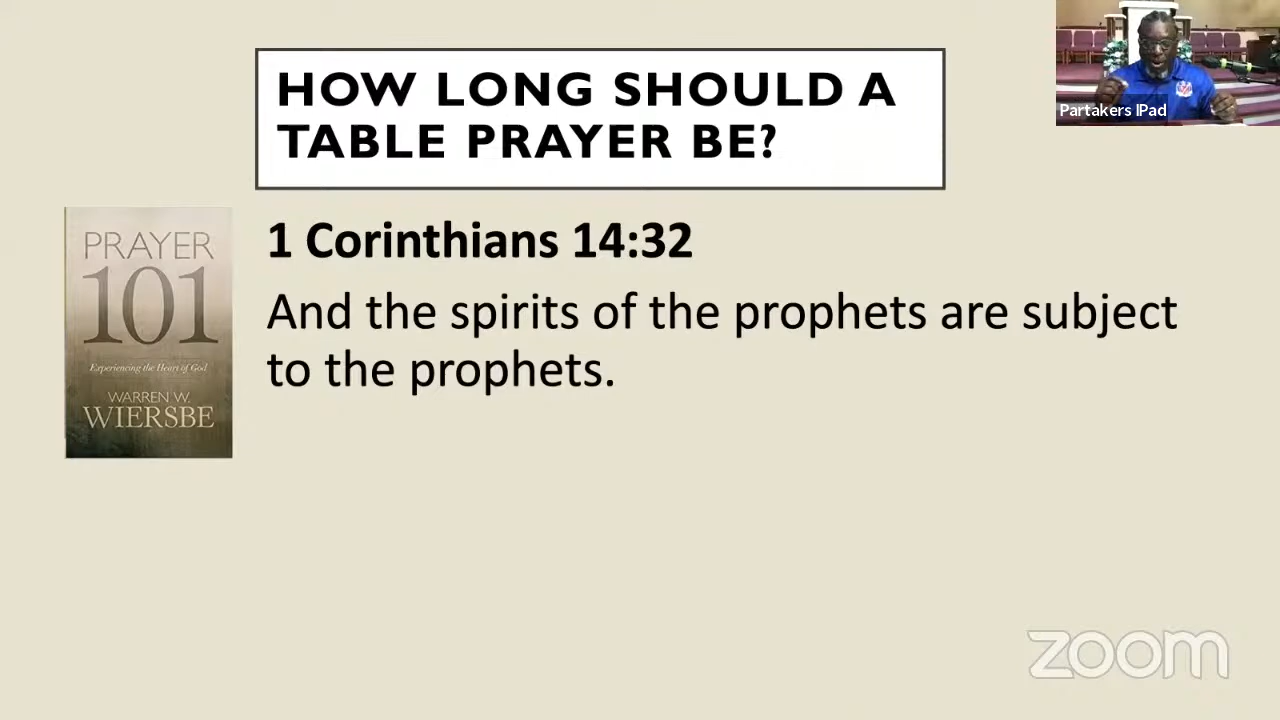 HOW LONG SHOULD A
TABLE PRAYER BE?
Partakers IPad
PRAYER
101
Experiencing the Heart of God
WARREN W.
WIERSBE
1 Corinthians 14:32
And the spirits of the prophets are subject
to the prophets.
zoom